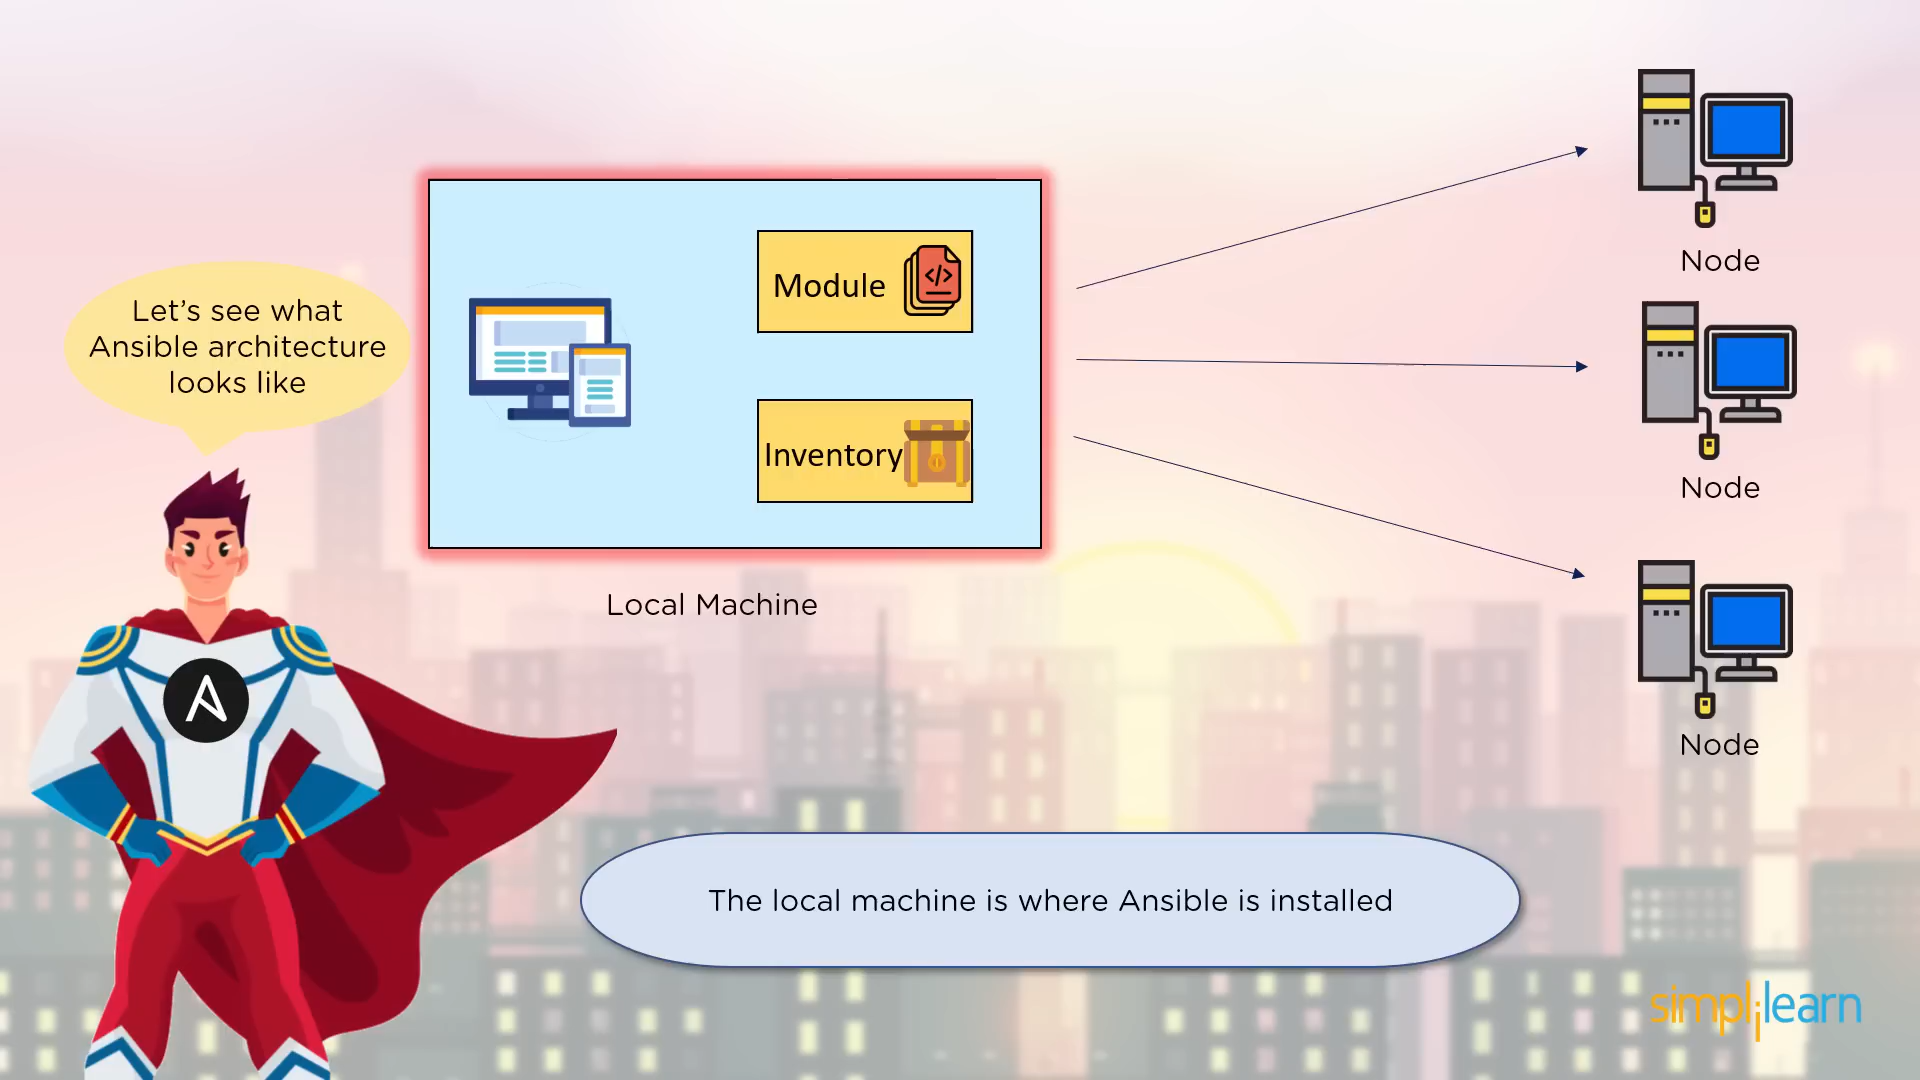 Let's see what
Ansible architecture
looks like
Module
Inventory
Local Machine
Node
Node
Node
The local machine is where Ansible is installed
simplilearn